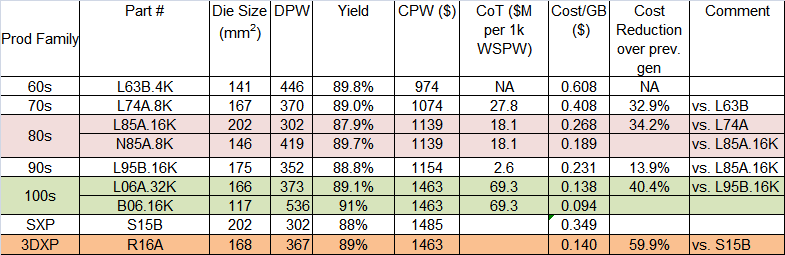 Prod Family Part # Die Size (mm2) DPW Yield CPW ($) CoT ($M per 1k WSPW) Cost/GB ($) Cost Reduction over prev. gen Comment
60s L63B.4K 141 446 89.8% 974 NA 0.608 NA
70s L74A.8K 167 370 89.0% 1074 27.8 0.408 32.9% vs. L63B
80s L85A.16K 202 302 87.9% 1139 18.1 0.268 34.2% vs. L74A
N85A.8K 146 419 89.7% 1139 18.1 0.189 vs. L85A.16K
90s L95B.16K 175 352 88.8% 1154 2.6 0.231 13.9% vs. L85A.16K
100s L06A.32K 166 373 89.1% 1463 69.3 0.138 40.4% vs. L95B.16K
B06.16K 117 536 91% 1463 69.3 0.094
SXP S15B 202 302 88% 1485 0.349
3DXP R16A 168 367 89% 1463 0.140 59.9% vs. S15B